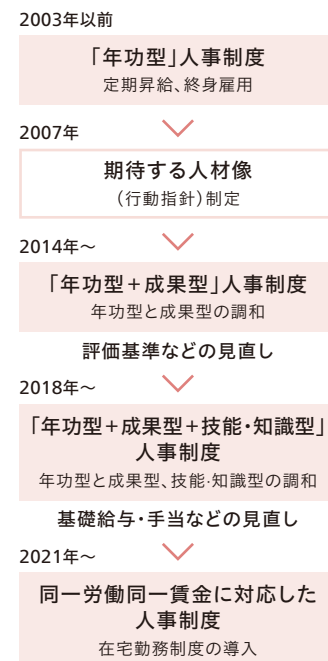 2003年以前
「年功型」人事制度
定期昇給、終身雇用
2007年
期待する人材像
（行動指針）制定
2014年～
「年功型＋成果型」人事制度
年功型と成果型の調和
評価基準などの見直し
2018年～
「年功型＋成果型＋技能・知識型」
人事制度
年功型と成果型、技能・知識型の調和
基礎給与・手当などの見直し
2021年～
同一労働同一賃金に対応した
人事制度
在宅勤務制度の導入